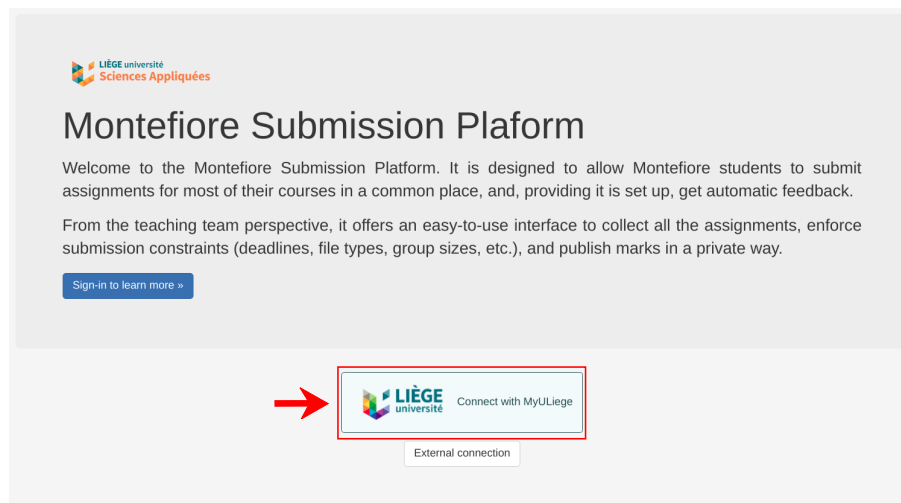 LIÈGE université
Sciences Appliquées
Montefiore Submission Plaform
Welcome to the Montefiore Submission Platform. It is designed to allow Montefiore students to submit
assignments for most of their courses in a common place, and, providing it is set up, get automatic feedback.
From the teaching team perspective, it offers an easy-to-use interface to collect all the assignments, enforce
submission constraints (deadlines, file types, group sizes, etc.), and publish marks in a private way.
Sign-in to learn more »
LIÈGE
université
Connect with MyULiege
External connection